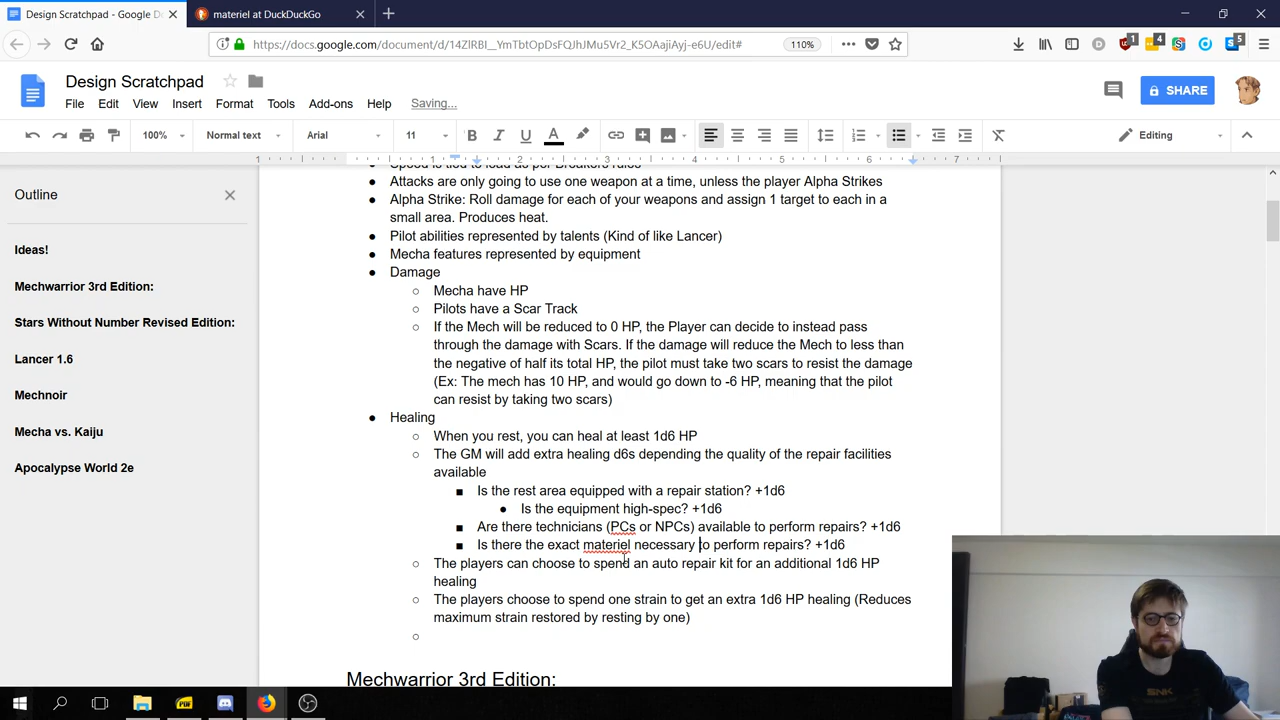 Design Scratchpad - Google D
materiel at DuckDuckGo
110%
1
4
5
Design Scratchpad
File Edit View Insert Format Tools Add-ons Help Saving...
SHARE
100% Normal text Arial 11 Editing
1 1 2 3 4 5 6 7
Outline
Ideas!
Mechwarrior 3rd Edition:
Stars Without Number Revised Edition:
Lancer 1.6
Mechnoir
Mecha vs. Kaiju
Apocalypse World 2e
Attacks are only going to use one weapon at a time, unless the player Alpha Strikes
Alpha Strike: Roll damage for each of your weapons and assign 1 target to each in a
small area. Produces heat.
Pilot abilities represented by talents (Kind of like Lancer)
Mecha features represented by equipment
Damage
Mecha have HP
Pilots have a Scar Track
If the Mech will be reduced to 0 HP, the Player can decide to instead pass
through the damage with Scars. If the damage will reduce the Mech to less than
the negative of half its total HP, the pilot must take two scars to resist the damage
(Ex: The mech has 10 HP, and would go down to -6 HP, meaning that the pilot
can resist by taking two scars)
Healing
When you rest, you can heal at least 1d6 HP
The GM will add extra healing d6s depending the quality of the repair facilities
available
Is the rest area equipped with a repair station? +1d6
Is the equipment high-spec? +1d6
Are there technicians (PCs or NPCs) available to perform repairs? +1d6
Is there the exact materiel necessary to perform repairs? +1d6
The players can choose to spend an auto repair kit for an additional 1d6 HP
healing
The players choose to spend one strain to get an extra 1d6 HP healing (Reduces
maximum strain restored by resting by one)
Mechwarrior 3rd Edition:
SNK